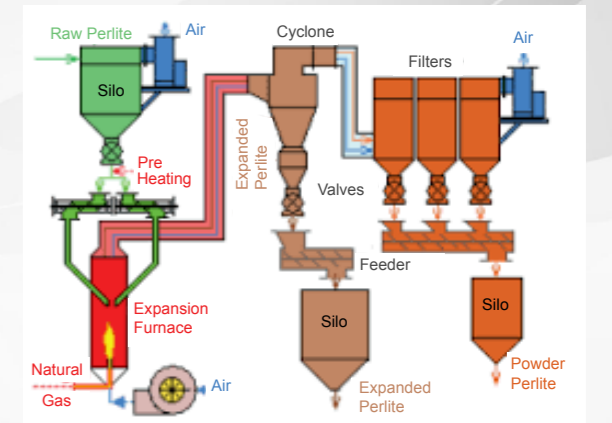 Raw Perlite
Air
Cyclone
Air
Filters
Silo
Pre
Heating
Expanded
Perlite
Valves
Feeder
Expansion
Furnace
Silo
Silo
Natural
Gas
Air
Expanded
Perlite
Powder
Perlite